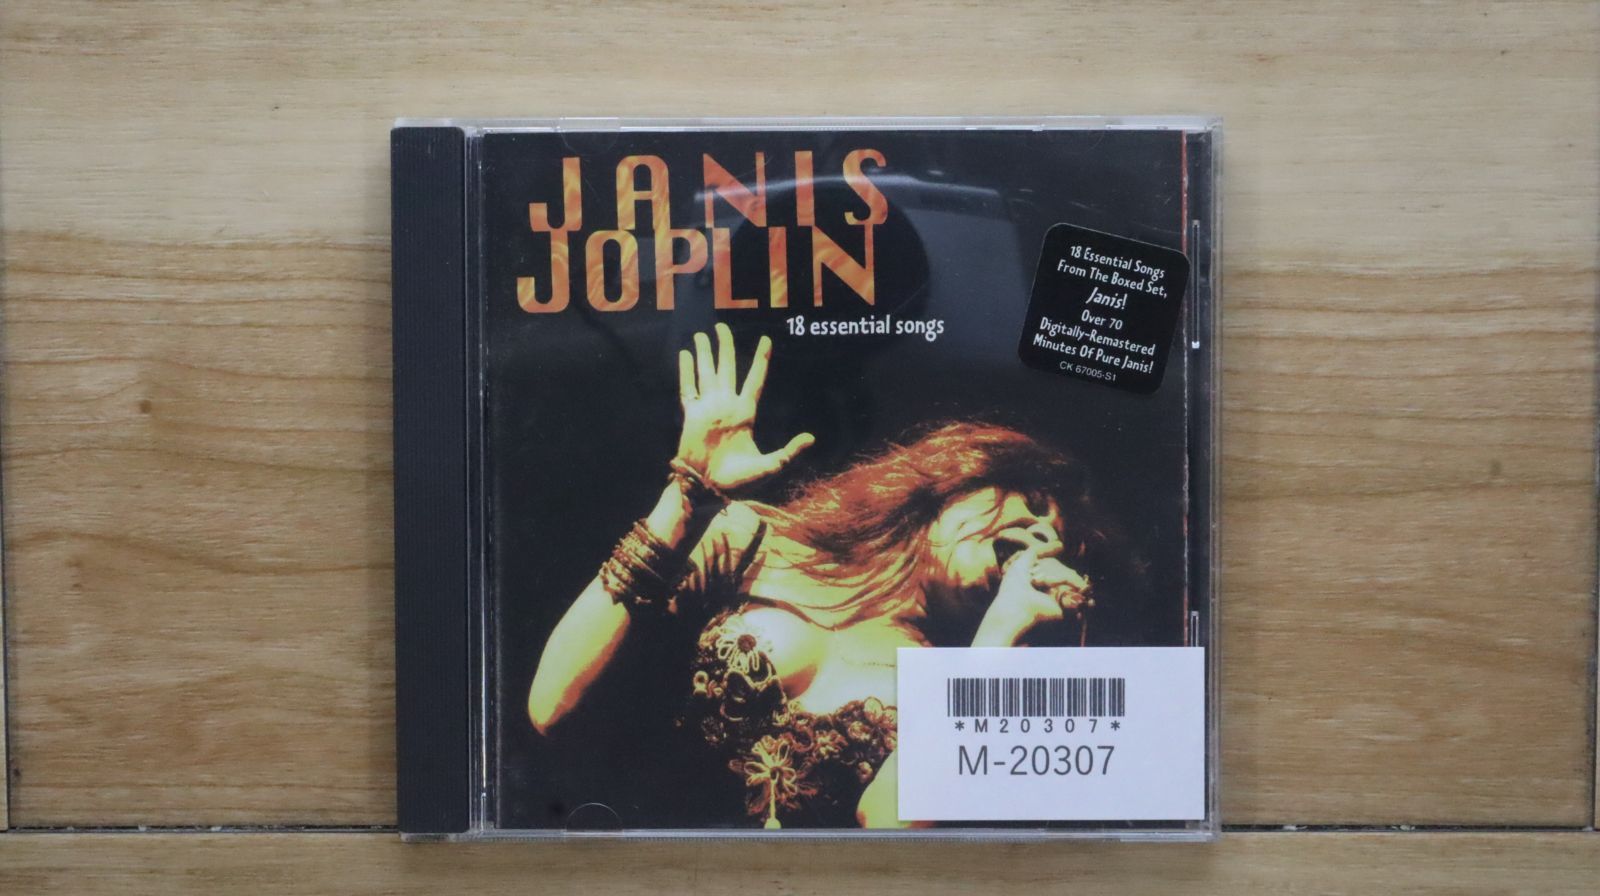 JANIS
JOPLIN
18 essential songs
18 Essential Songs
From The Boxed Set,
Janis!
Over 70
Digitally-Remastered
Minutes Of Pure Janis!
CK 67005-S1
*M20307*
M-20307